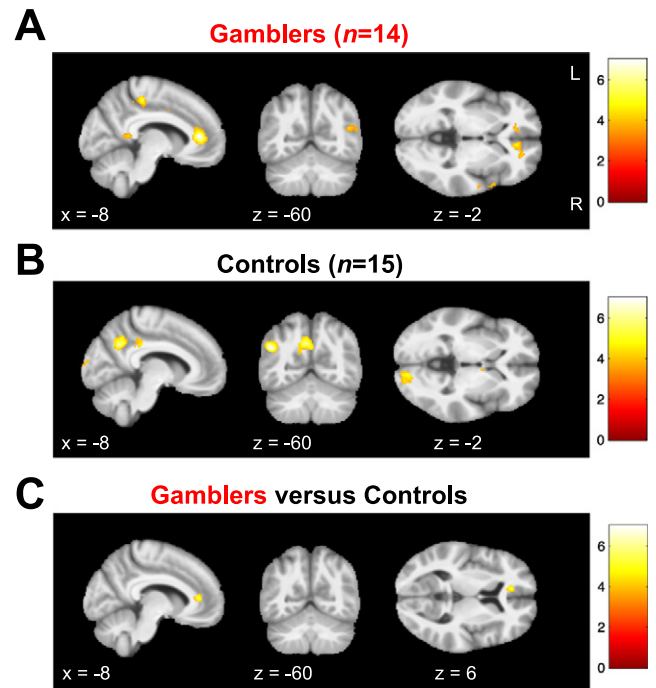 A
Gamblers (n=14)
L
R
x = -8
z = -60
z = -2
6
4
2
0
B
Controls (n=15)
x = -8
z = -60
z = -2
6
4
2
0
C
Gamblers versus Controls
x = -8
z = -60
z = 6
6
4
2
0